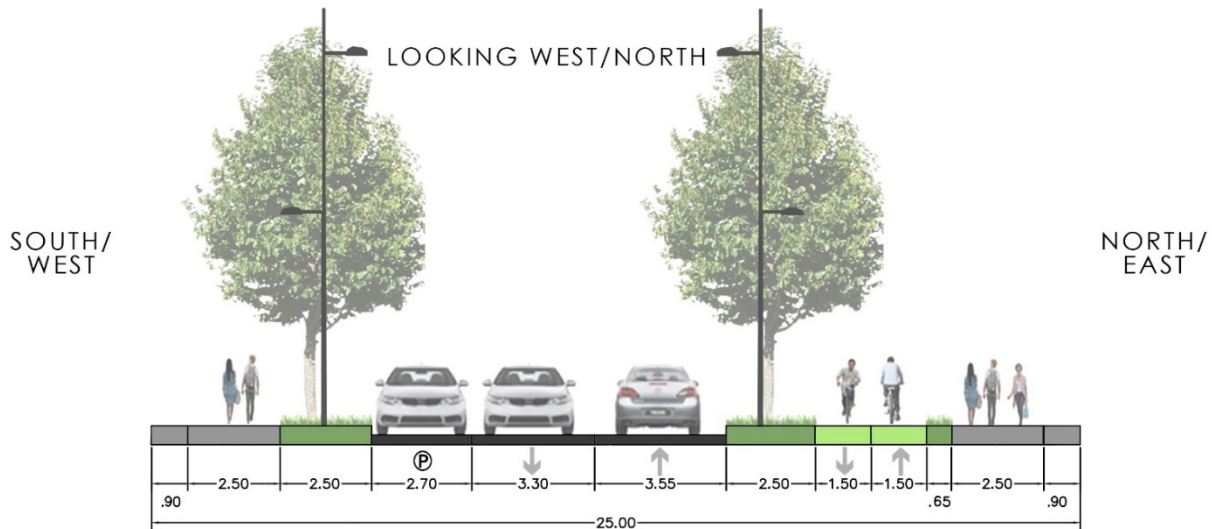 LOOKING WEST/NORTH
SOUTH/
WEST
NORTH/
EAST
P
2.50 2.50 2.70 3.30 3.55 2.50 1.50 1.50 2.50
.90 .65 .90
25.00